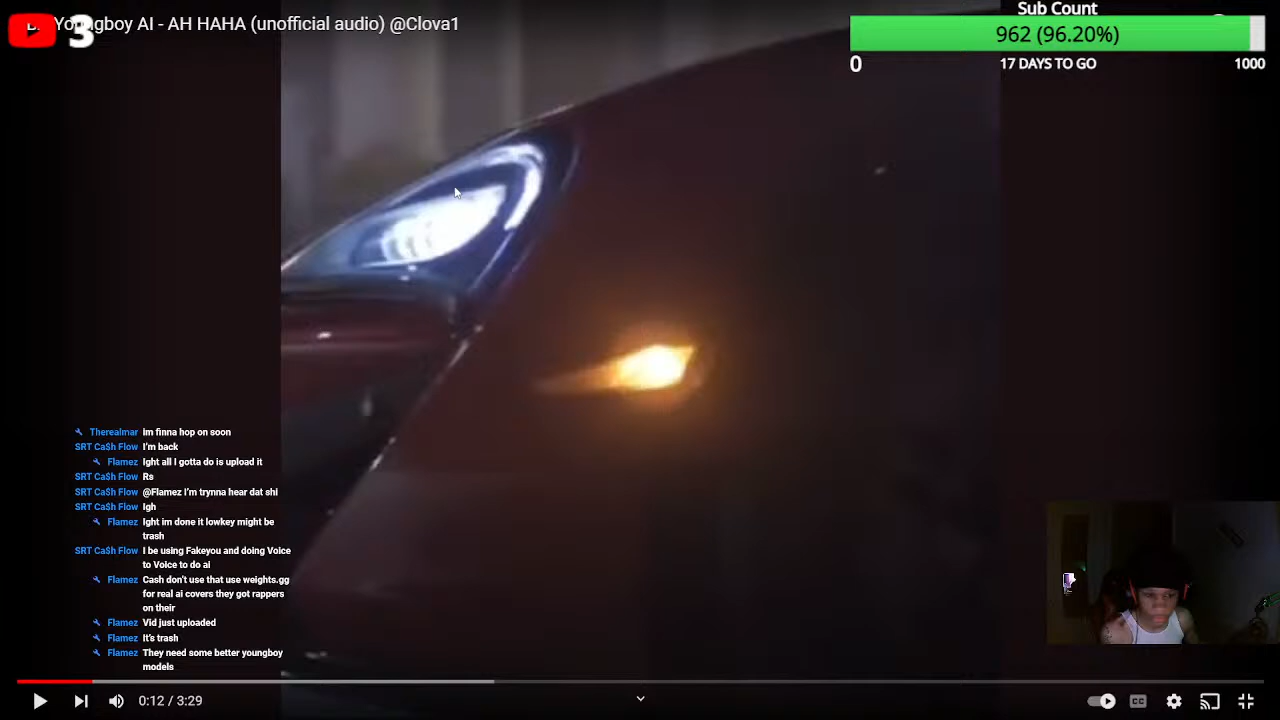 Youngboy AI - AH HAHA (unofficial audio) @Clova1
3
Sub Count
962 (96.20%)
0
17 DAYS TO GO
1000
Therealmar im finna hop on soon
SRT Ca$h Flow I'm back
Flamez Ight all I gotta do is upload it
SRT Ca$h Flow Rs
SRT Ca$h Flow @Flamez I'm trynna hear dat shi
SRT Ca$h Flow Igh
Flamez Ight im done it lowkey might be
trash
SRT Ca$h Flow I be using Fakeyou and doing Voice
to Voice to do ai
Flamez Cash don't use that use weights.gg
for real ai covers they got rappers
on their
Flamez Vid just uploaded
Flamez It's trash
Flamez They need some better youngboy
models
0:12 / 3:29
CC